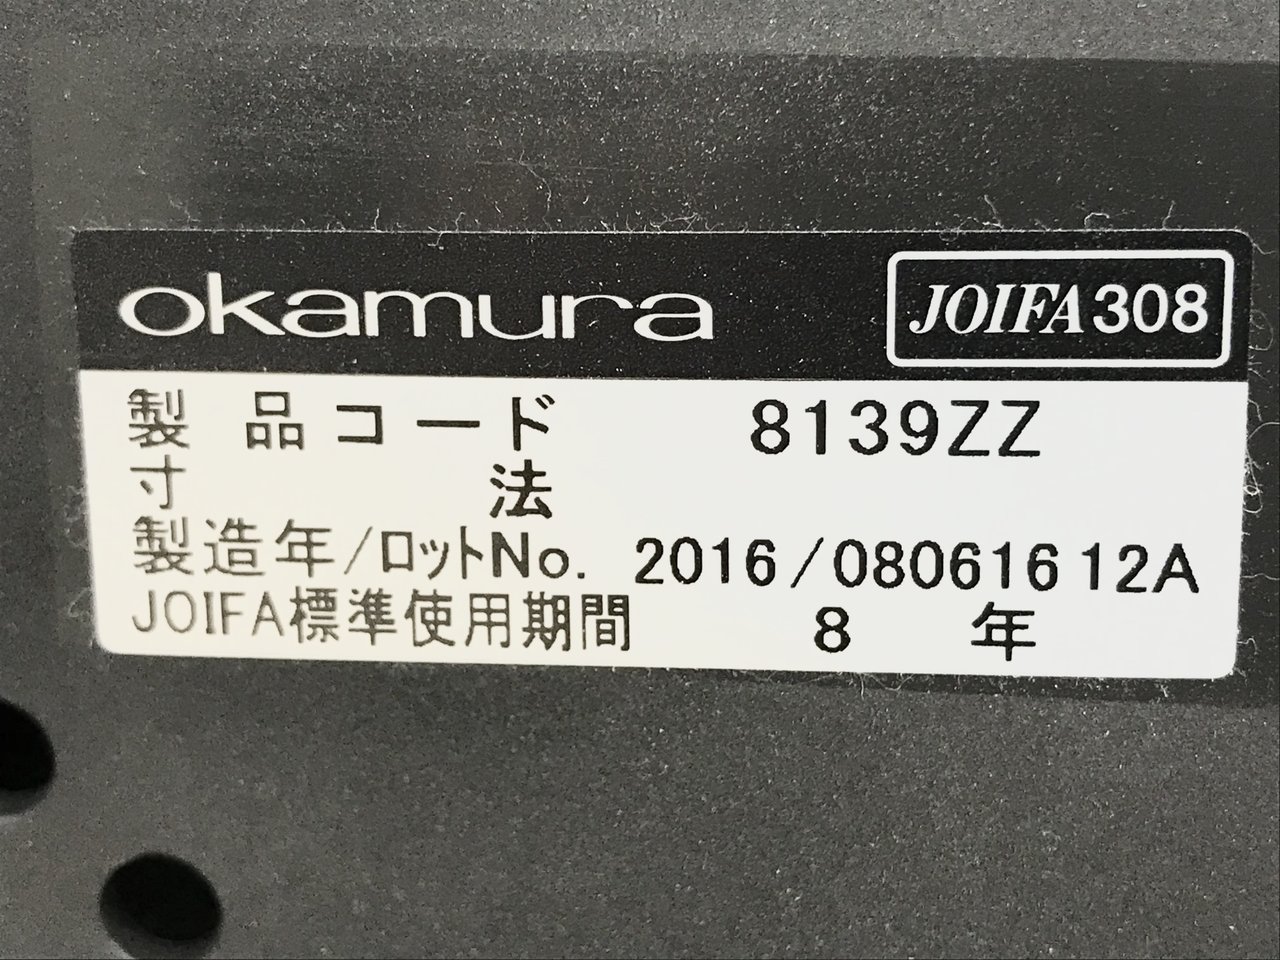 okamura JOIFA308
製品コード 8139ZZ
寸法
製造年/ロットNo. 2016/08061612A
JOIFA標準使用期間 8年